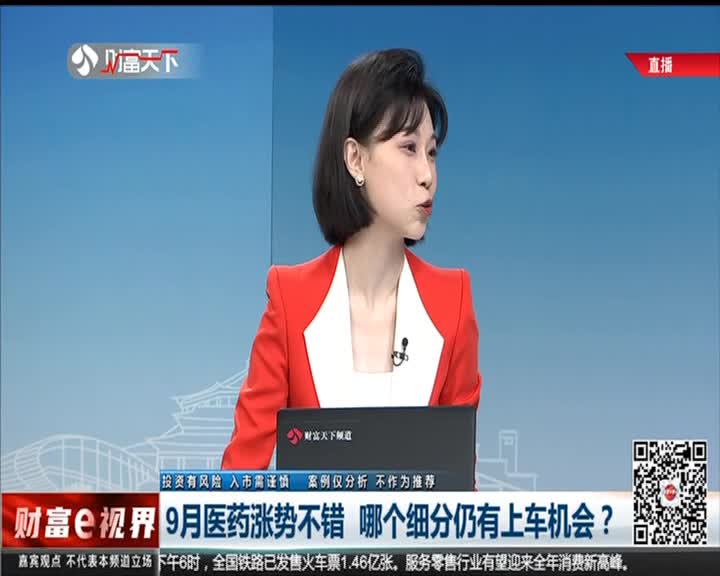 财富天下
直播
财富天下频道
投资有风险 入市需谨慎 案例仅分析 不作为推荐
财富e视界
9月医药涨势不错 哪个细分仍有上车机会？
嘉宾观点 不代表本频道立场
下午6时，全国铁路已发售火车票1.46亿张。服务零售行业有望迎来全年消费新高峰。